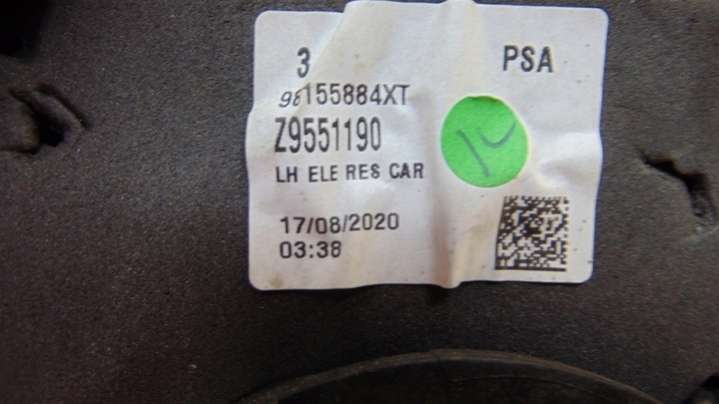 3 PSA
98155884XT
Z9551190
LH ELE RES CAR
17/08/2020
03:38